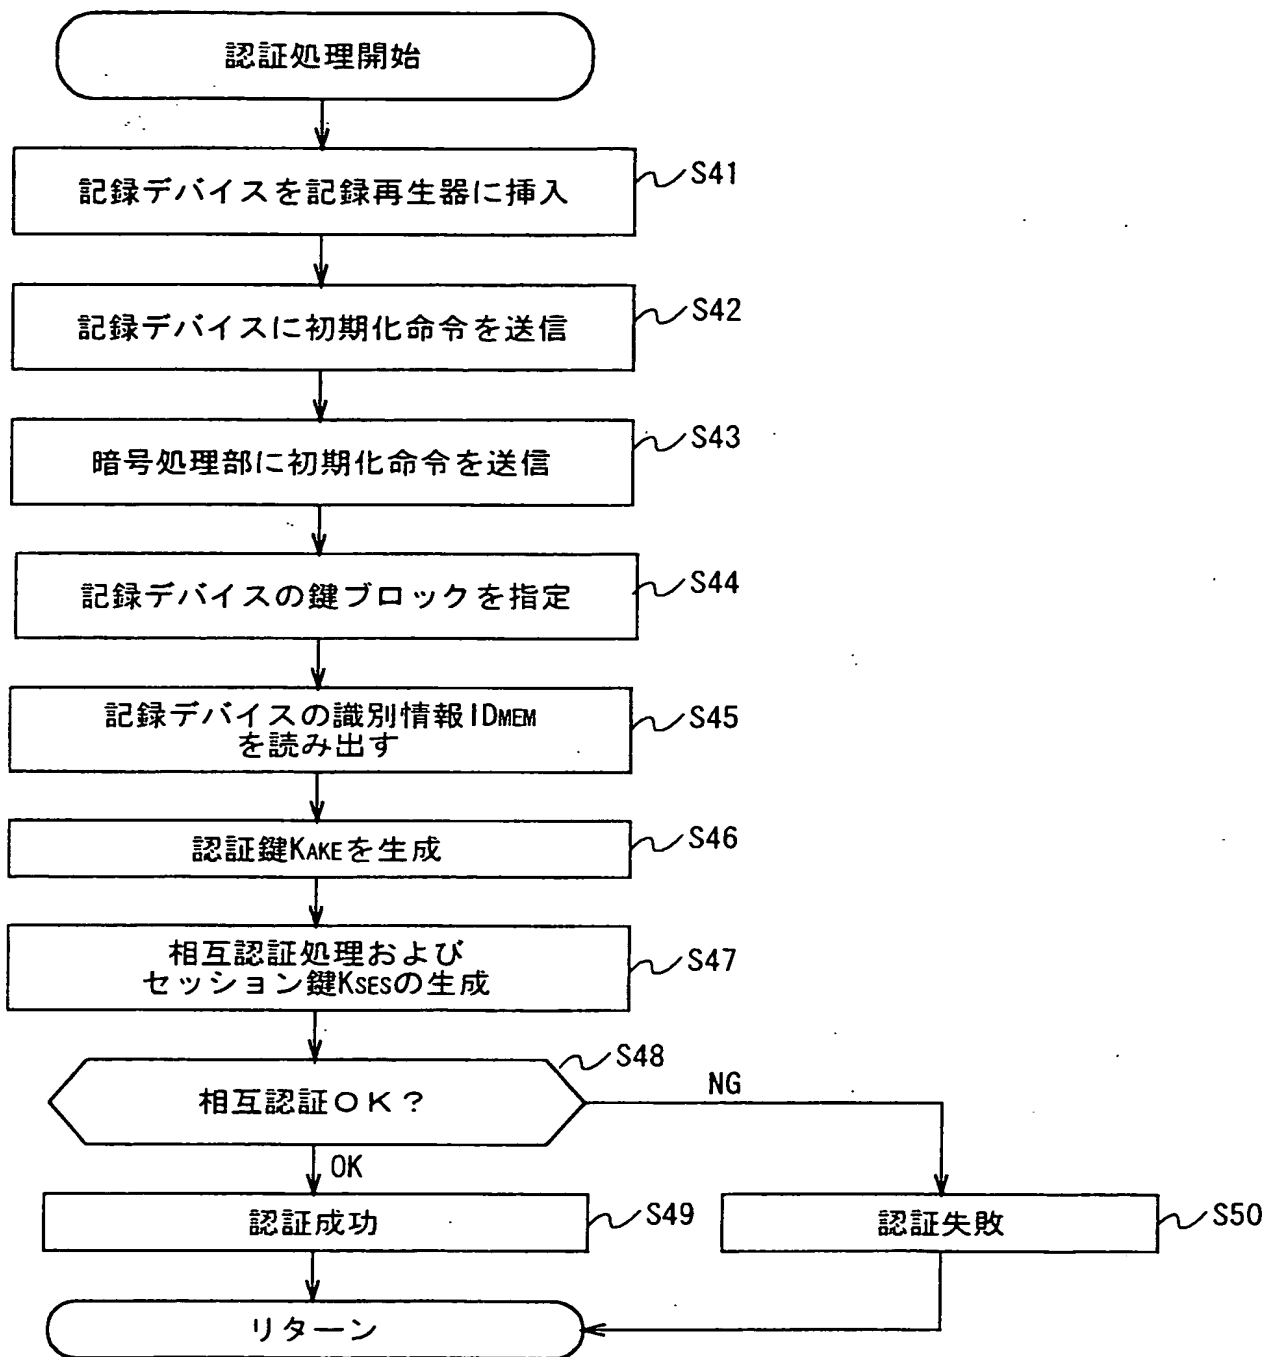 認証処理開始
記録デバイスを記録再生器に挿入
S41
記録デバイスに初期化命令を送信
S42
暗号処理部に初期化命令を送信
S43
記録デバイスの鍵ブロックを指定
S44
記録デバイスの識別情報IDMEM
を読み出す
S45
認証鍵KAKEを生成
S46
相互認証処理および
セッション鍵KSESの生成
S47
相互認証OK?
S48
NG
OK
認証成功
S49
認証失敗
S50
リターン